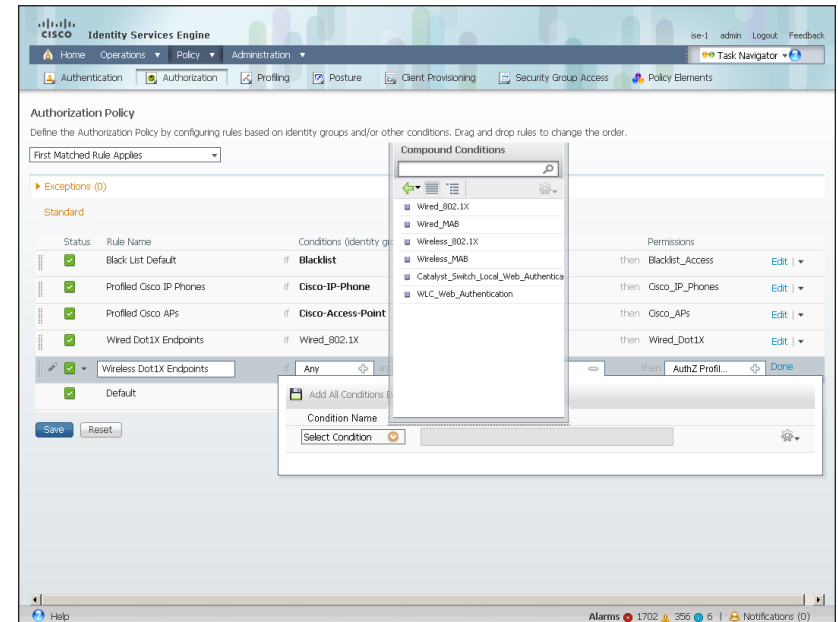 CISCO Identity Services Engine
ise-1 admin Logout Feedback
Home Operations Policy Administration
Task Navigator
Authentication Authorization Profiling Posture Client Provisioning Security Group Access Policy Elements
Authorization Policy
Define the Authorization Policy by configuring rules based on identity groups and/or other conditions. Drag and drop rules to change the order.
First Matched Rule Applies
Compound Conditions
Wired_802.1X
Wired_MAB
Wireless_802.1X
Wireless_MAB
Catalyst_Switch_Local_Web_Authentica
WLC_Web_Authentication
Exceptions (0)
Standard
Status Rule Name Conditions (identity gr Permissions
Black List Default if Blacklist then Blacklist_Access Edit |
Profiled Cisco IP Phones if Cisco-IP-Phone then Cisco_IP_Phones Edit |
Profiled Cisco APs if Cisco-Access-Point then Cisco_APs Edit |
Wired Dot1X Endpoints if Wired_802.1X then Wired_Dot1X Edit |
Wireless Dot1X Endpoints if Any then AuthZ Profil... Done
Default
Add All Conditions
Condition Name
Select Condition
Save Reset
Help
Alarms 1702 356 6 | Notifications (0)